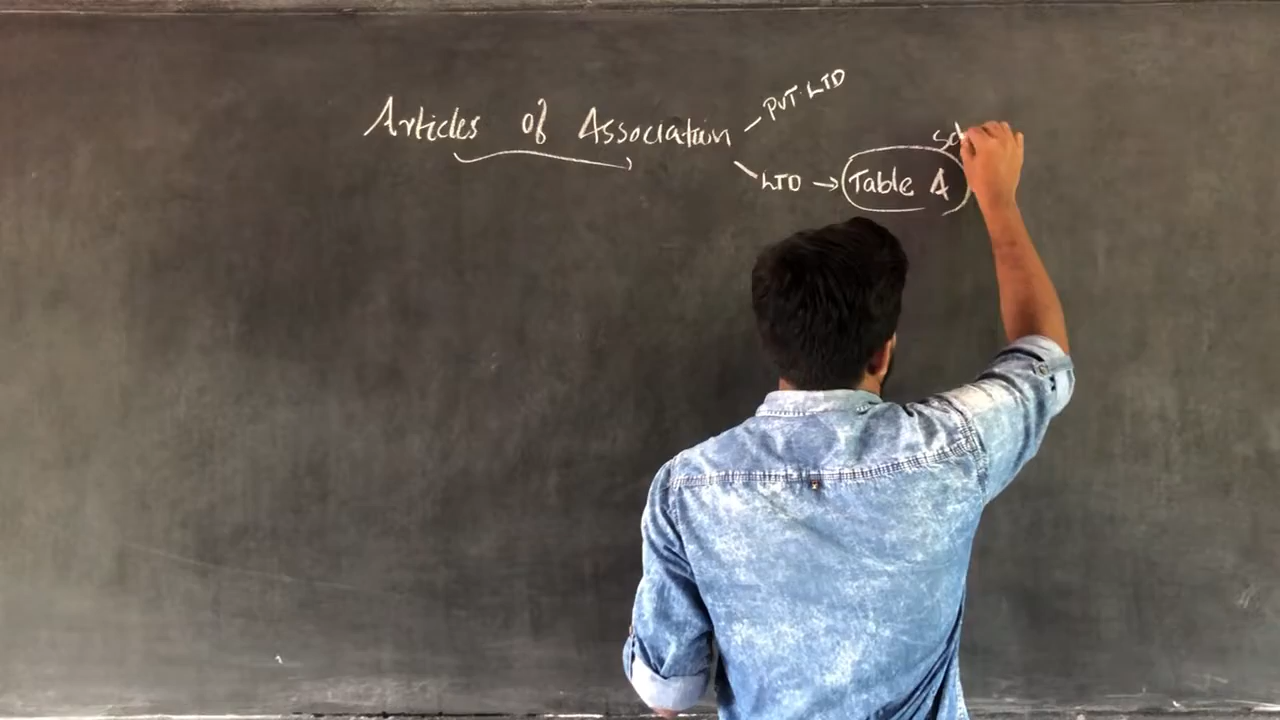 Articles of Association
PVT. LTD
LTD → Table A